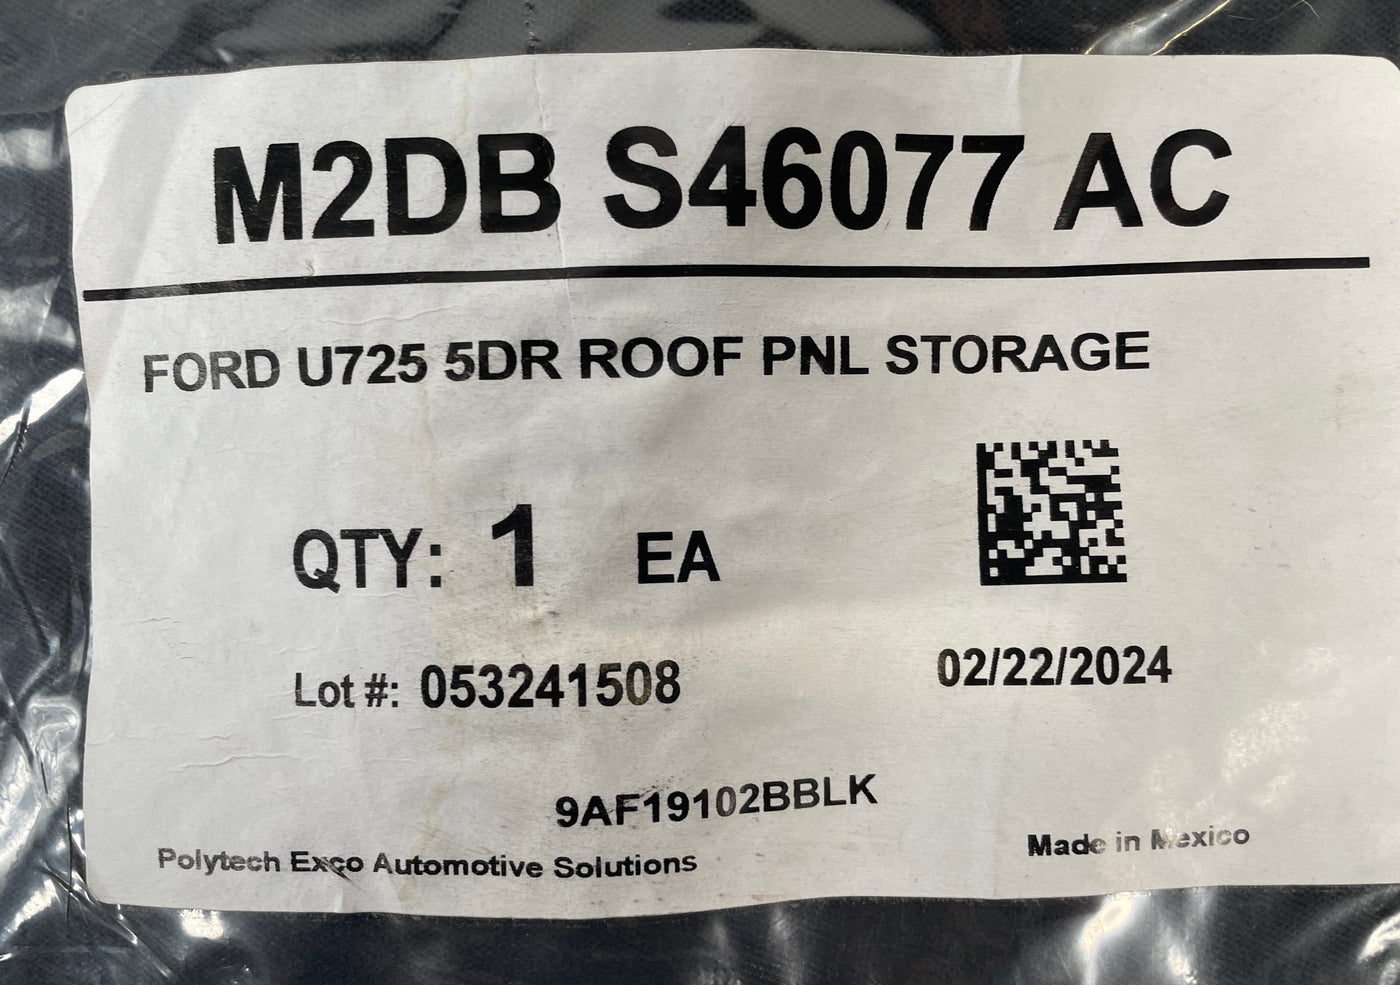 M2DB S46077 AC
FORD U725 5DR ROOF PNL STORAGE
QTY: 1 EA
Lot #: 053241508
02/22/2024
9AF19102BBLK
Polytech Exco Automotive Solutions
Made in Mexico